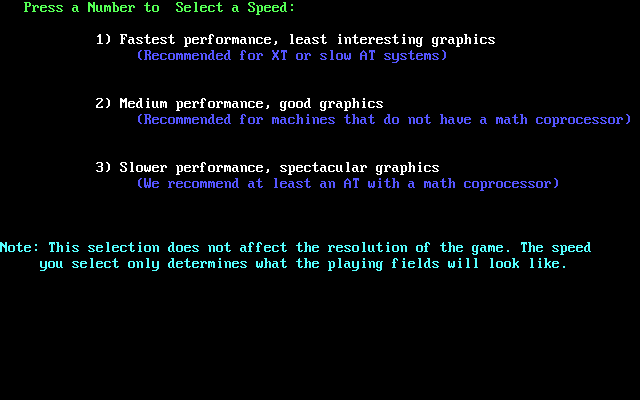 Press a Number to  Select a Speed:
1) Fastest performance, least interesting graphics
(Recommended for XT or slow AT systems)
2) Medium performance, good graphics
(Recommended for machines that do not have a math coprocessor)
3) Slower performance, spectacular graphics
(We recommend at least an AT with a math coprocessor)
Note: This selection does not affect the resolution of the game. The speed
you select only determines what the playing fields will look like.